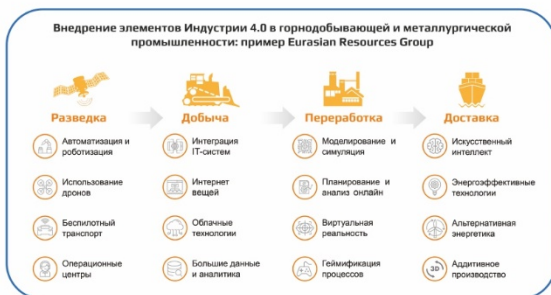 Внедрение элементов Индустрии 4.0 в горнодобывающей и металлургической
промышленности: пример Eurasian Resources Group
Разведка
Добыча
Переработка
Доставка
Автоматизация и
роботизация
Интеграция
IT-систем
Моделирование и
симуляция
Искусственный
интеллект
Использование
дронов
Интернет
вещей
Планирование и
анализ онлайн
Энергоэффективные
технологии
Беспилотный
транспорт
Облачные
технологии
Виртуальная
реальность
Альтернативная
энергетика
Операционные
центры
Большие данные
и аналитика
Геймификация
процессов
3D
Аддитивное
производство